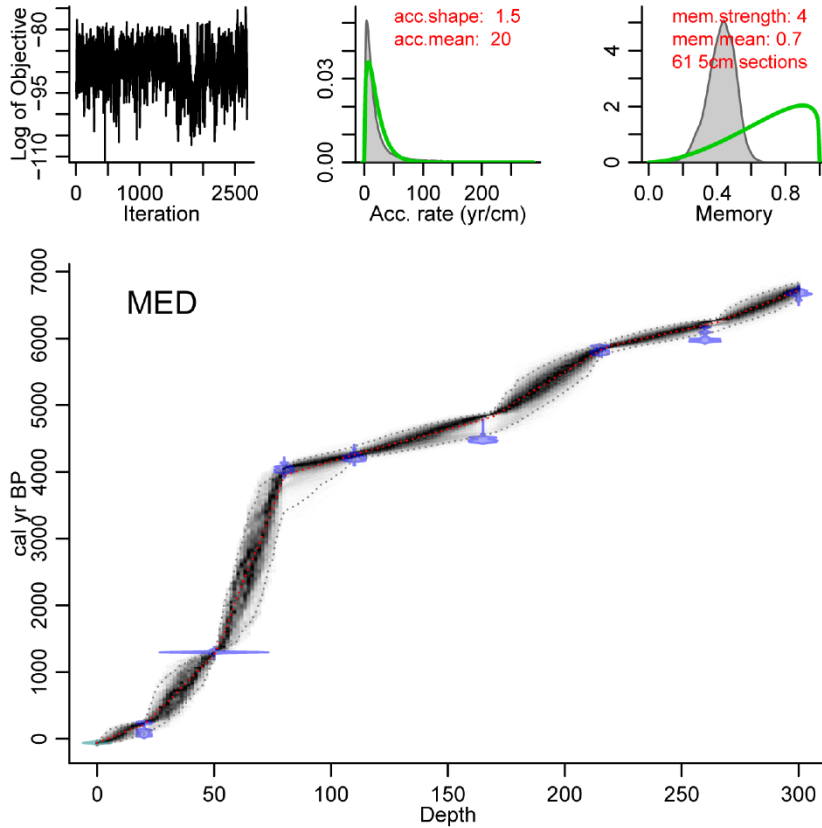 Log of Objective
-80
-95
-110
0
1000
2500
Iteration
acc.shape: 1.5
acc.mean: 20
0.03
0.00
0
50
100
200
Acc. rate (yr/cm)
mem.strength: 4
mem.mean: 0.7
61 5cm sections
4
2
0
0.0
0.4
0.8
Memory
MED
cal yr BP
7000
6000
5000
4000
3000
2000
1000
0
0
50
100
150
200
250
300
Depth